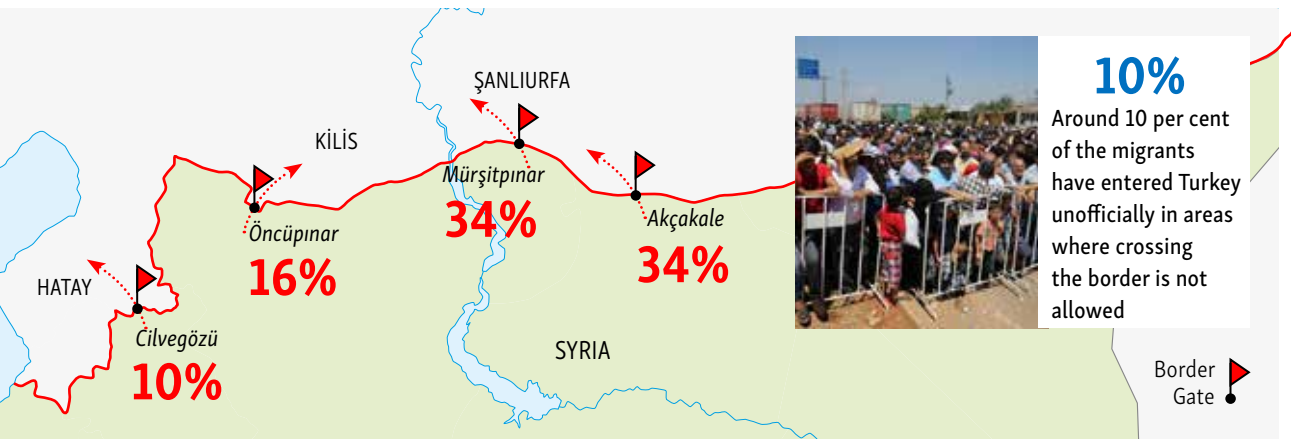 ŞANLIURFA
KİLİS
Mürşitpınar
34%
Akçakale
34%
Öncüpınar
16%
HATAY
Cilvegözü
10%
SYRIA
10%
Around 10 per cent
of the migrants
have entered Turkey
unofficially in areas
where crossing
the border is not
allowed
Border
Gate